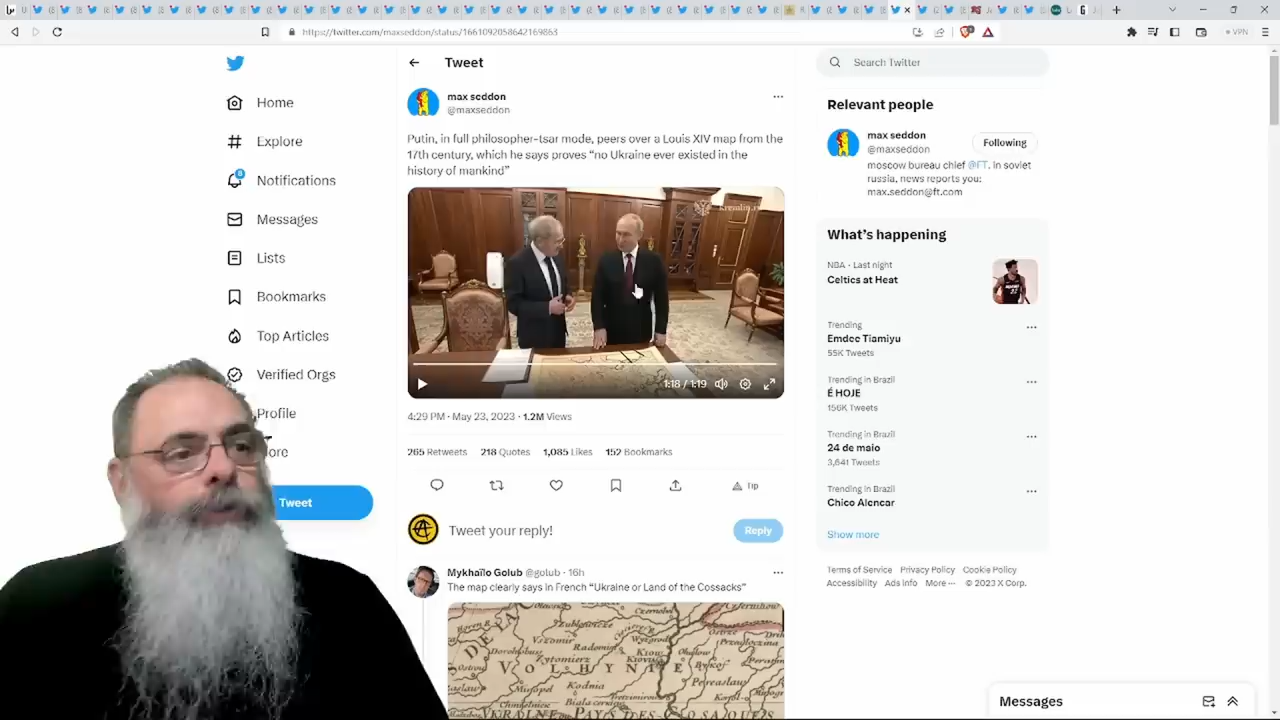 https://twitter.com/maxseddon/status/1661092058642169863
VPN
Home
Explore
8
Notifications
Messages
Lists
Bookmarks
Top Articles
Verified Orgs
Profile
ore
Tweet
Tweet
max seddon
@maxseddon
Putin, in full philosopher-tsar mode, peers over a Louis XIV map from the
17th century, which he says proves “no Ukraine ever existed in the
history of mankind”
1:18 / 1:19
4:29 PM · May 23, 2023 · 1.2M Views
265 Retweets 218 Quotes 1,085 Likes 152 Bookmarks
Tip
Tweet your reply!
Reply
Mykhaïlo Golub @golub · 16h
The map clearly says in French “Ukraine or Land of the Cossacks”
VOLHYNIE
Search Twitter
Relevant people
max seddon
@maxseddon
Following
moscow bureau chief @FT. in soviet
russia, news reports you:
max.seddon@ft.com
What’s happening
NBA · Last night
Celtics at Heat
Trending
Emdee Tiamiyu
55K Tweets
Trending in Brazil
É HOJE
156K Tweets
Trending in Brazil
24 de maio
3,641 Tweets
Trending in Brazil
Chico Alencar
Show more
Terms of Service Privacy Policy Cookie Policy
Accessibility Ads info More ··· © 2023 X Corp.
Messages